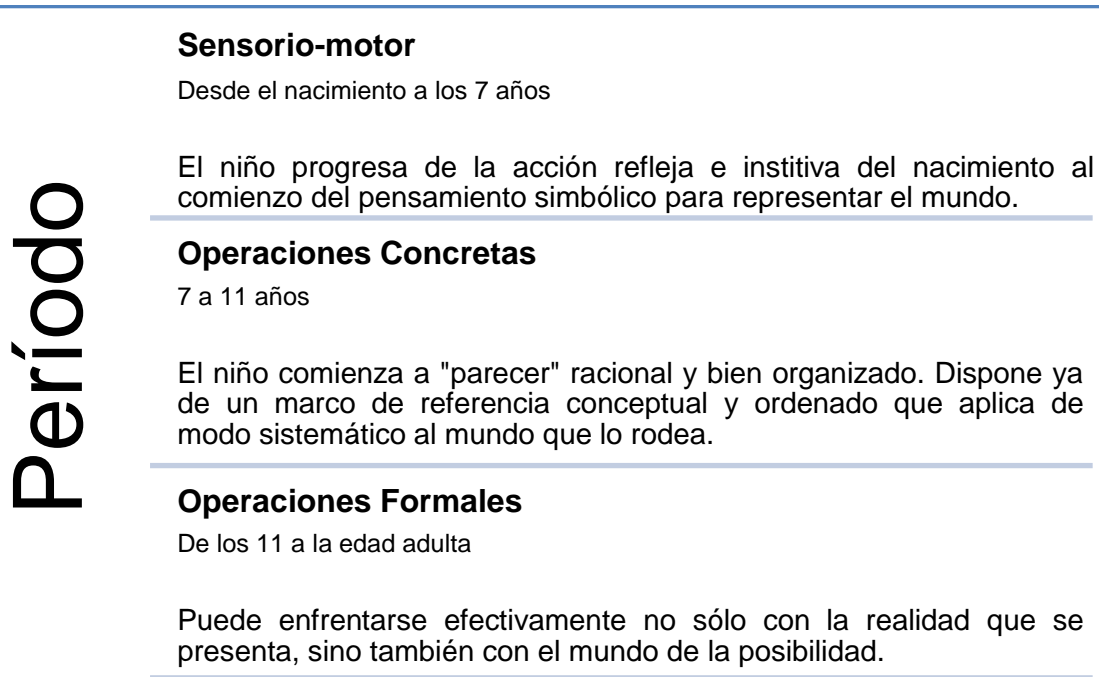 Período
Sensorio-motor
Desde el nacimiento a los 7 años
El niño progresa de la acción refleja e institiva del nacimiento al
comienzo del pensamiento simbólico para representar el mundo.
Operaciones Concretas
7 a 11 años
El niño comienza a "parecer" racional y bien organizado. Dispone ya
de un marco de referencia conceptual y ordenado que aplica de
modo sistemático al mundo que lo rodea.
Operaciones Formales
De los 11 a la edad adulta
Puede enfrentarse efectivamente no sólo con la realidad que se
presenta, sino también con el mundo de la posibilidad.